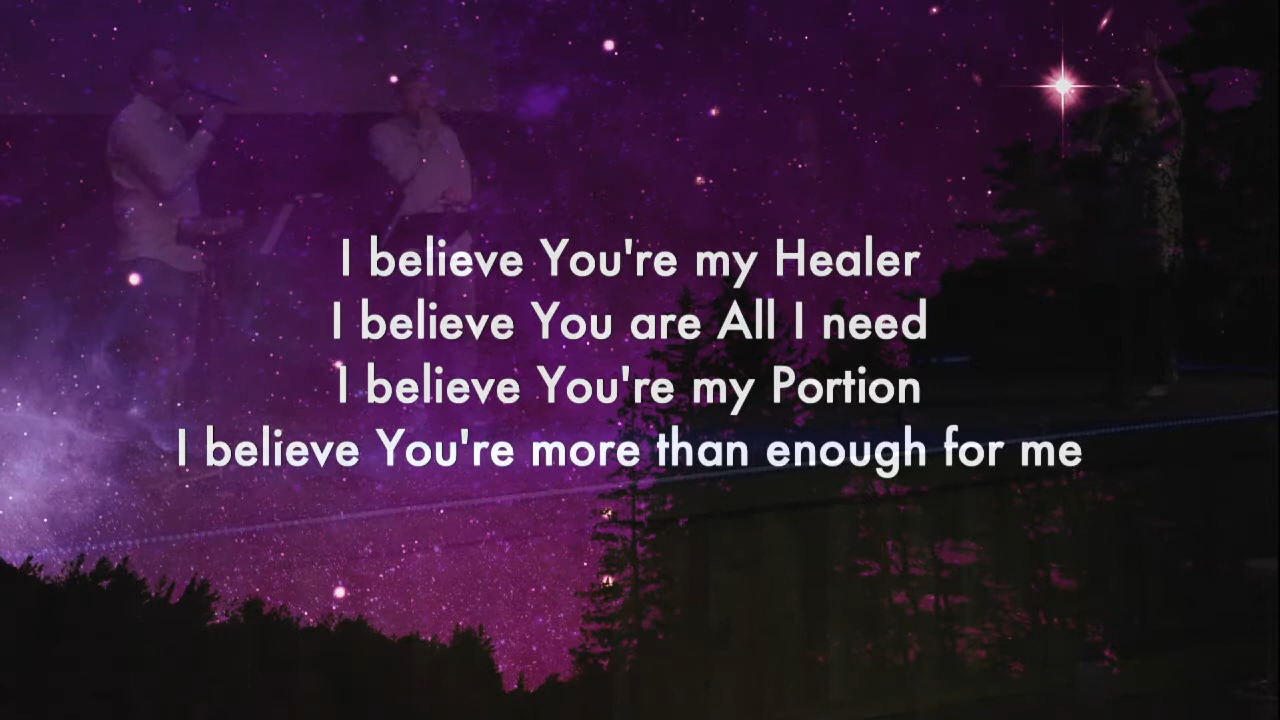 I believe You're my Healer
I believe You are All I need
I believe You're my Portion
I believe You're more than enough for me